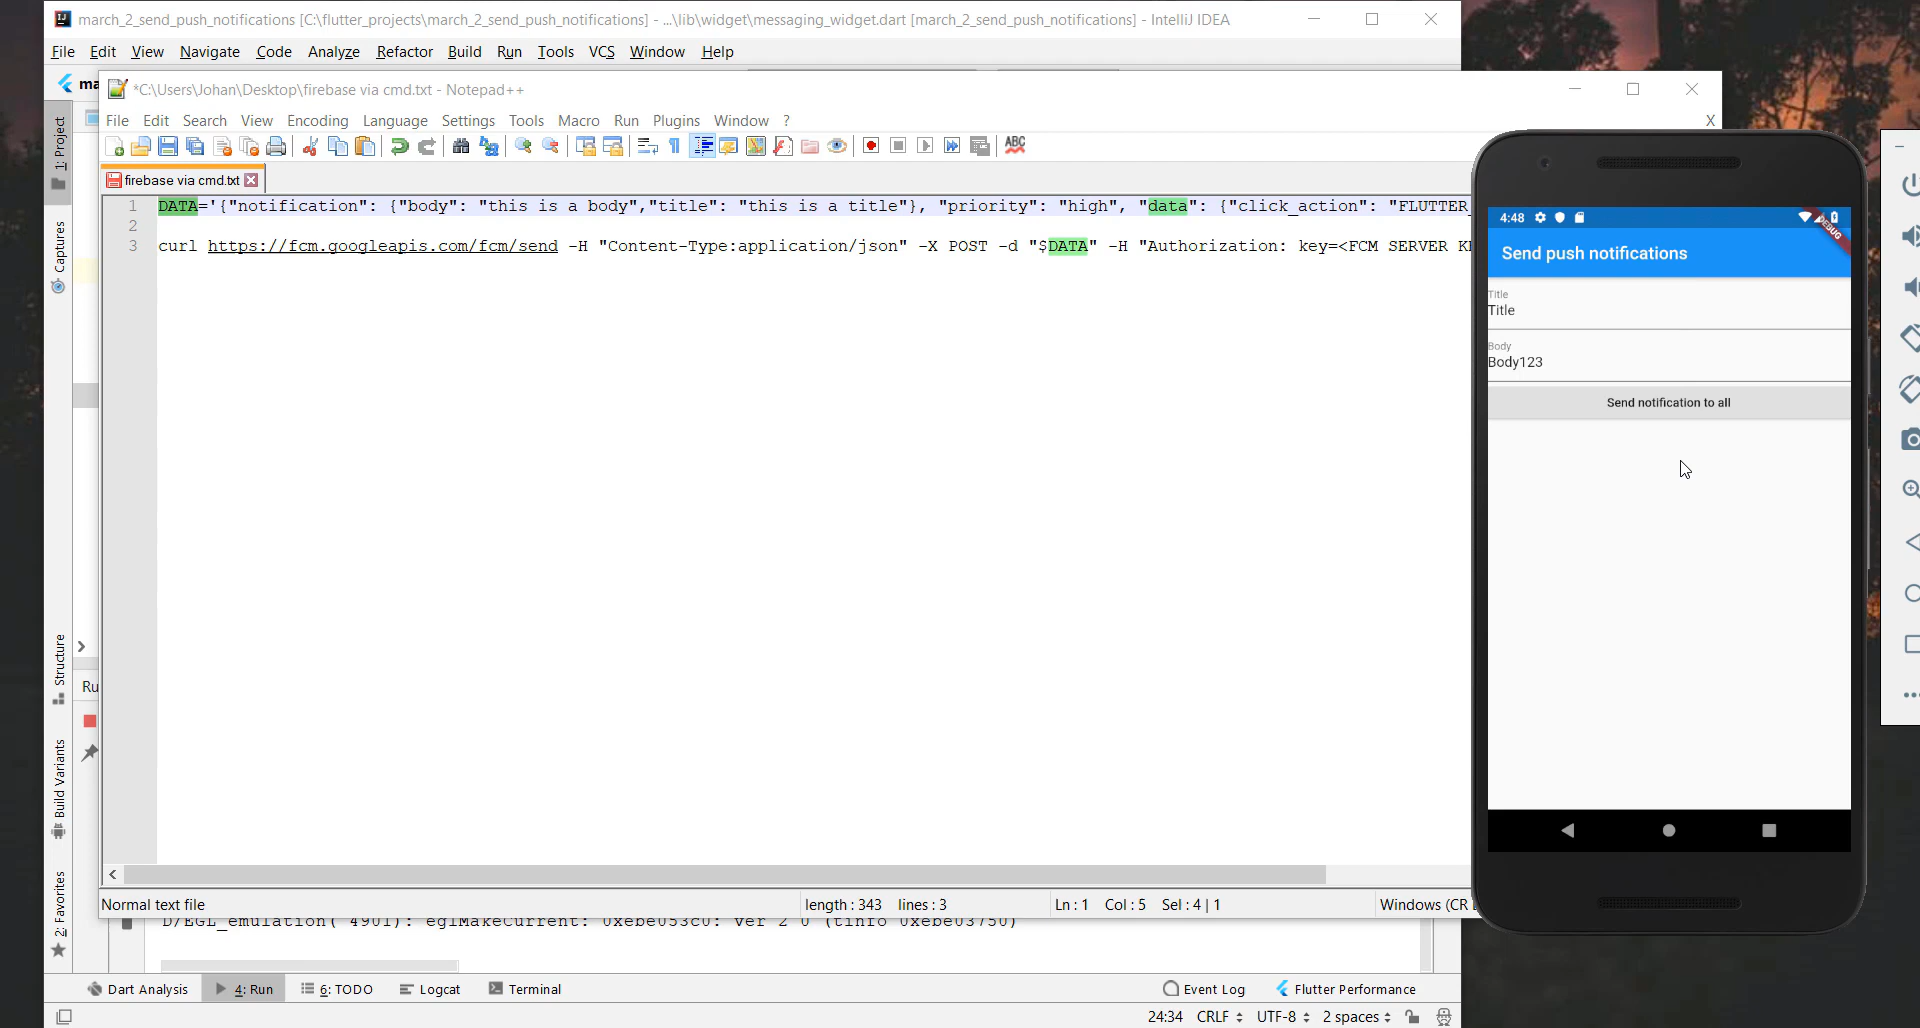 march_2_send_push_notifications [C:\flutter_projects\march_2_send_push_notifications] - ...\lib\widget\messaging_widget.dart [march_2_send_push_notifications] - IntelliJ IDEA
File Edit View Navigate Code Analyze Refactor Build Run Tools VCS Window Help
ma
*C:\Users\Johan\Desktop\firebase via cmd.txt - Notepad++
File Edit Search View Encoding Language Settings Tools Macro Run Plugins Window ? X
firebase via cmd.txt
1 DATA='{"notification": {"body": "this is a body","title": "this is a title"}, "priority": "high", "data": {"click_action": "FLUTTER_
2
3 curl https://fcm.googleapis.com/fcm/send -H "Content-Type:application/json" -X POST -d "$DATA" -H "Authorization: key=<FCM SERVER KE
1: Project
Captures
Structure
Build Variants
2: Favorites
Ru
4:48
DEBUG
Send push notifications
Title
Title
Body
Body123
Send notification to all
Normal text file length : 343 lines : 3 Ln : 1 Col : 5 Sel : 4 | 1 Windows (CR
D/EGL_emulation( 4901): eglMakeCurrent: 0xebe053c0: ver 2 0 (tinfo 0xebe03750)
Dart Analysis 4: Run 6: TODO Logcat Terminal Event Log Flutter Performance
24:34 CRLF UTF-8 2 spaces